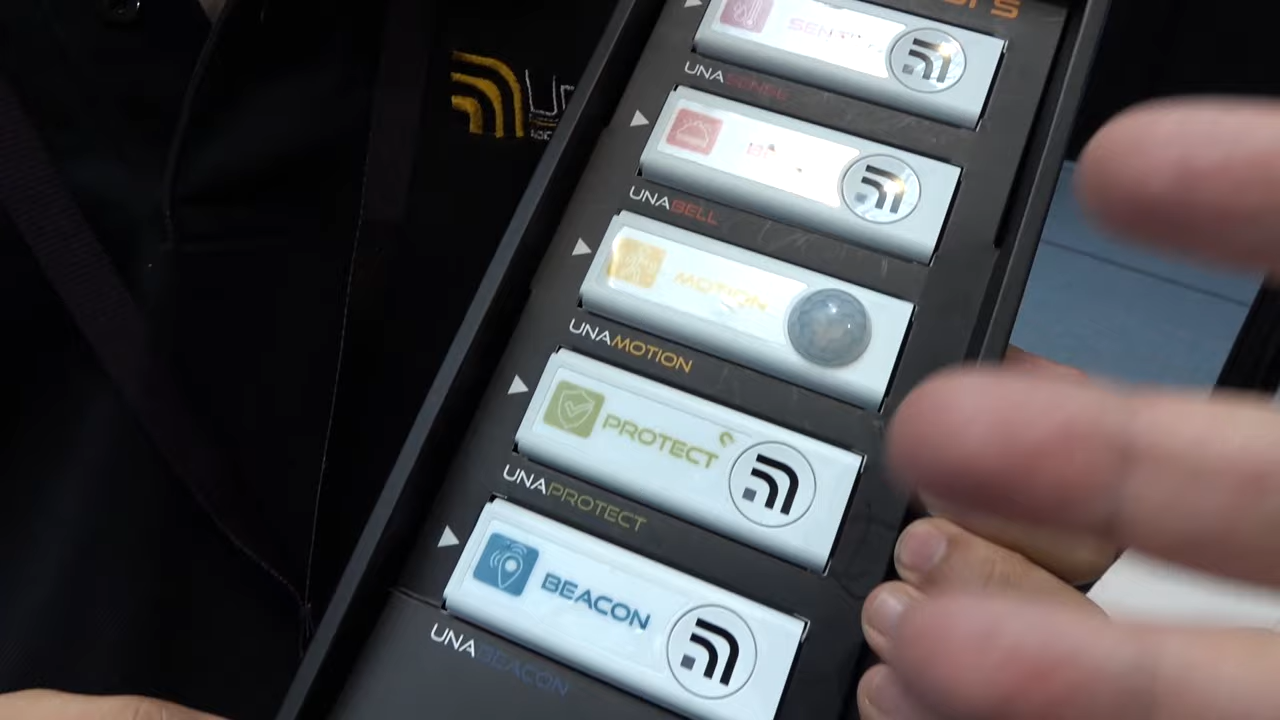 UNASENSE
UNABELL
MOTION
UNAMOTION
PROTECT
UNAPROTECT
BEACON
UNABEACON